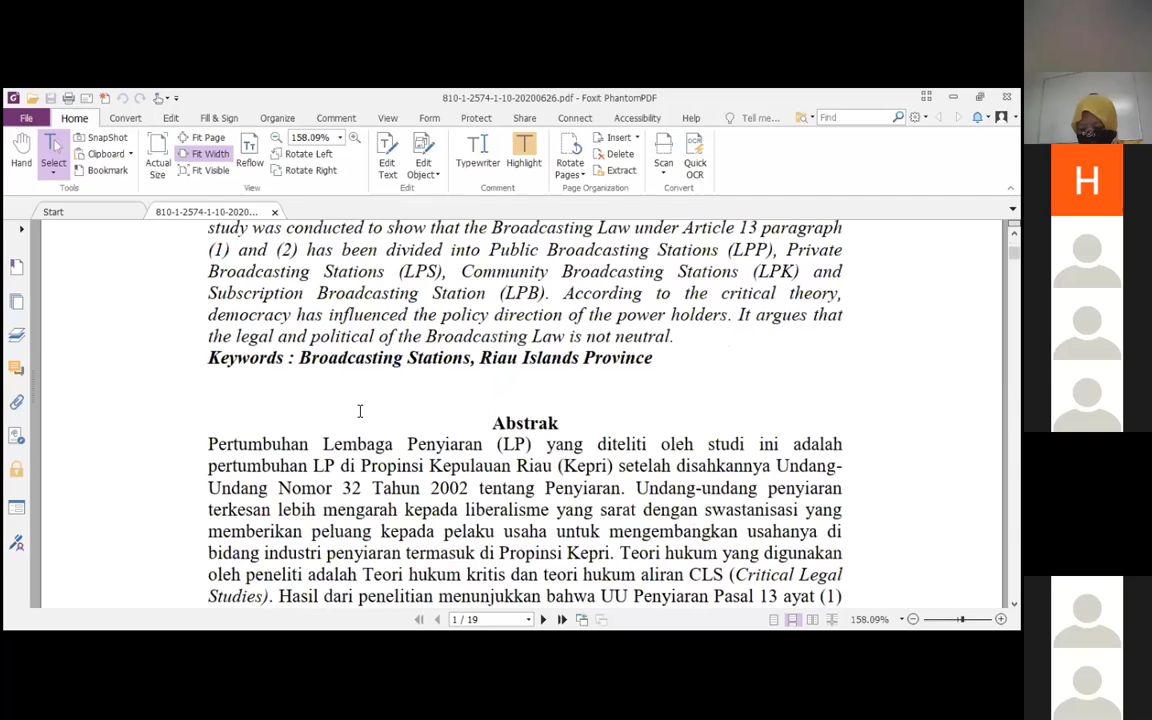 810-1-2574-1-10-20200626.pdf - Foxit PhantomPDF
File Home Convert Edit Fill & Sign Organize Comment View Form Protect Share Connect Accessibility Help Tell me... Find
Hand
Select
SnapShot
Clipboard
Bookmark
Tools
Actual Size
Fit Page
Fit Width
Fit Visible
Reflow
158.09%
Rotate Left
Rotate Right
View
Edit Text
Edit Object
Edit
Typewriter
Highlight
Comment
Rotate Pages
Insert
Delete
Extract
Page Organization
Scan
Quick OCR
Convert
Start
810-1-2574-1-10-2020...
study was conducted to show that the Broadcasting Law under Article 13 paragraph
(1) and (2) has been divided into Public Broadcasting Stations (LPP), Private
Broadcasting Stations (LPS), Community Broadcasting Stations (LPK) and
Subscription Broadcasting Station (LPB). According to the critical theory,
democracy has influenced the policy direction of the power holders. It argues that
the legal and political of the Broadcasting Law is not neutral.
Keywords : Broadcasting Stations, Riau Islands Province
Abstrak
Pertumbuhan Lembaga Penyiaran (LP) yang diteliti oleh studi ini adalah
pertumbuhan LP di Propinsi Kepulauan Riau (Kepri) setelah disahkannya Undang-
Undang Nomor 32 Tahun 2002 tentang Penyiaran. Undang-undang penyiaran
terkesan lebih mengarah kepada liberalisme yang sarat dengan swastanisasi yang
memberikan peluang kepada pelaku usaha untuk mengembangkan usahanya di
bidang industri penyiaran termasuk di Propinsi Kepri. Teori hukum yang digunakan
oleh peneliti adalah Teori hukum kritis dan teori hukum aliran CLS (Critical Legal
Studies). Hasil dari penelitian menunjukkan bahwa UU Penyiaran Pasal 13 ayat (1)
1 / 19
158.09%
H